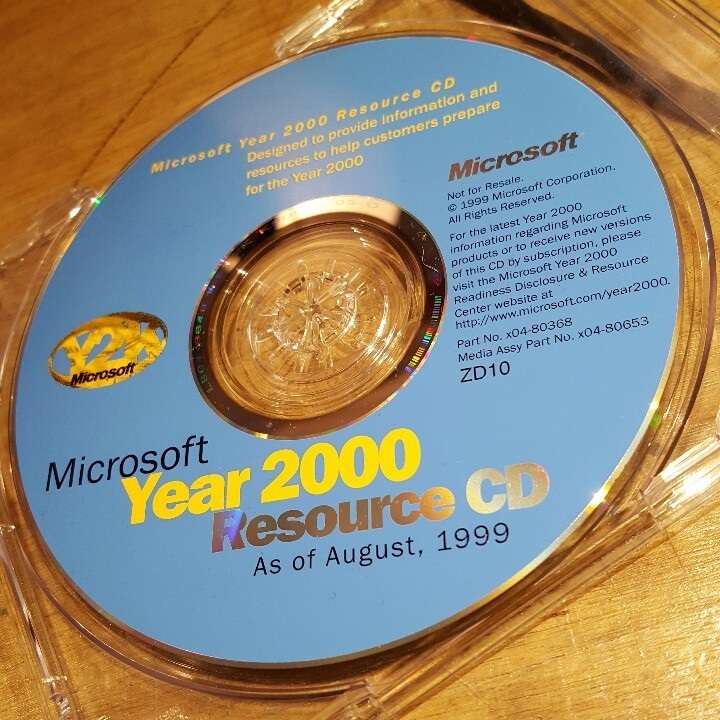 Microsoft Year 2000 Resource CD
Designed to provide information and
resources to help customers prepare
for the Year 2000
Microsoft
Not for Resale.
© 1999 Microsoft Corporation.
All Rights Reserved.
For the latest Year 2000
information regarding Microsoft
products or to receive new versions
of this CD by subscription, please
visit the Microsoft Year 2000
Readiness Disclosure & Resource
Center website at
http://www.microsoft.com/year2000.
Part No. x04-80368
Media Assy Part No. x04-80653
ZD10
Y2K
Microsoft
Microsoft
Year 2000
Resource CD
As of August, 1999